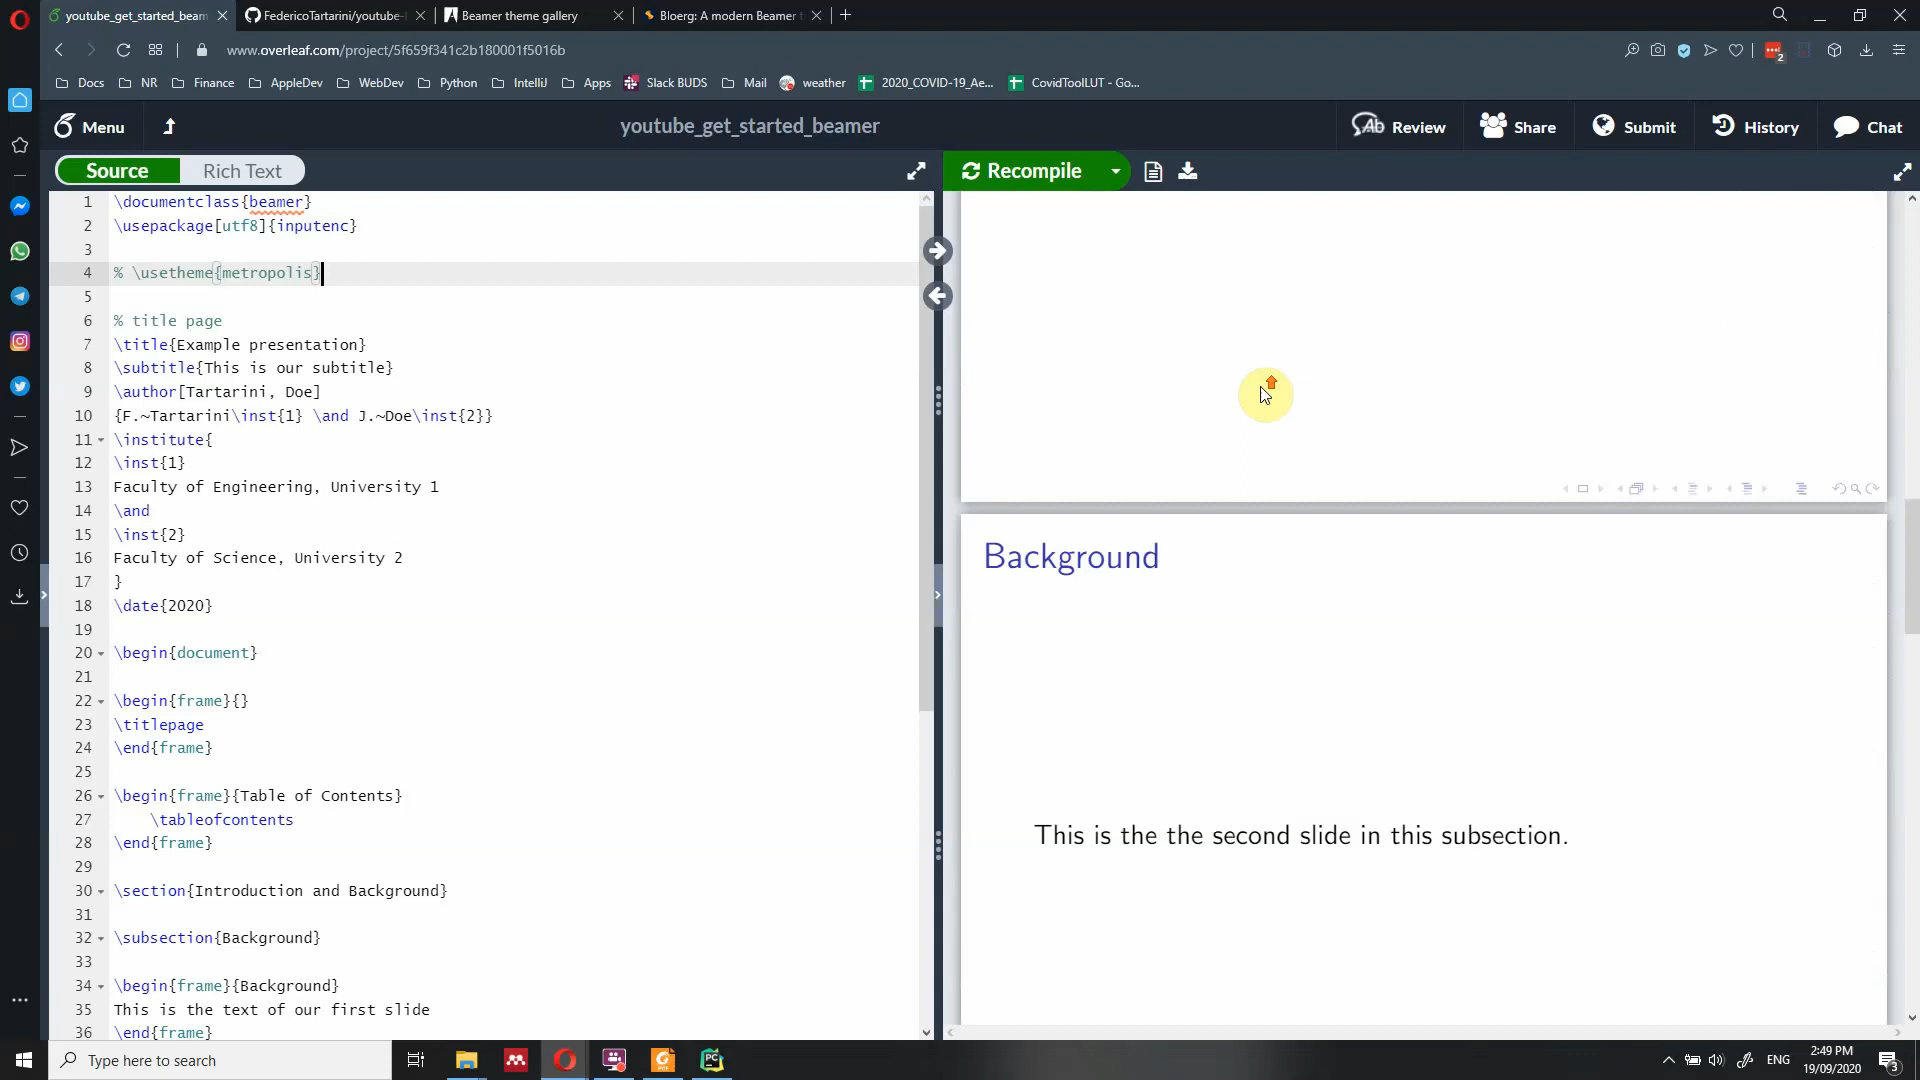 youtube_get_started_beam
FedericoTartarini/youtube-
Beamer theme gallery
Bloerg: A modern Beamer t
www.overleaf.com/project/5f659f341c2b180001f5016b
2
Docs
NR
Finance
AppleDev
WebDev
Python
IntelliJ
Apps
Slack BUDS
Mail
weather
2020_COVID-19_Ae...
CovidToolLUT - Go...
Menu
youtube_get_started_beamer
Review
Share
Submit
History
Chat
Source
Rich Text
Recompile
1 \documentclass{beamer}
2 \usepackage[utf8]{inputenc}
3
4 % \usetheme{metropolis}
5
6 % title page
7 \title{Example presentation}
8 \subtitle{This is our subtitle}
9 \author[Tartarini, Doe]
10 {F.~Tartarini\inst{1} \and J.~Doe\inst{2}}
11 \institute{
12 \inst{1}
13 Faculty of Engineering, University 1
14 \and
15 \inst{2}
16 Faculty of Science, University 2
17 }
18 \date{2020}
19
20 \begin{document}
21
22 \begin{frame}{}
23 \titlepage
24 \end{frame}
25
26 \begin{frame}{Table of Contents}
27 \tableofcontents
28 \end{frame}
29
30 \section{Introduction and Background}
31
32 \subsection{Background}
33
34 \begin{frame}{Background}
35 This is the text of our first slide
36 \end{frame}
Background
This is the the second slide in this subsection.
Type here to search
ENG
2:49 PM
19/09/2020
3